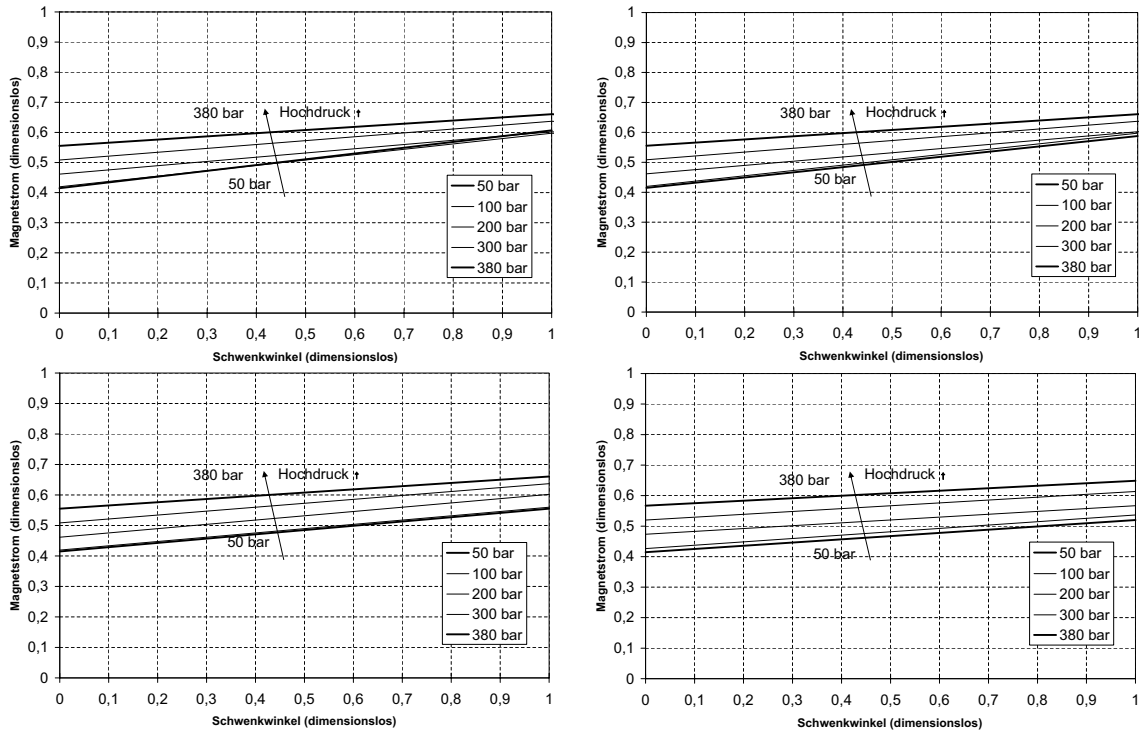 1
0,9
0,8
0,7
0,6
0,5
0,4
0,3
0,2
0,1
0
Magnetstrom (dimensionlos)
380 bar
Hochdruck ↑
50 bar
50 bar
100 bar
200 bar
300 bar
380 bar
0 0,1 0,2 0,3 0,4 0,5 0,6 0,7 0,8 0,9 1
Schwenkwinkel (dimensionslos)
1
0,9
0,8
0,7
0,6
0,5
0,4
0,3
0,2
0,1
0
Magnetstrom (dimensionlos)
380 bar
Hochdruck ↑
50 bar
50 bar
100 bar
200 bar
300 bar
380 bar
0 0,1 0,2 0,3 0,4 0,5 0,6 0,7 0,8 0,9 1
Schwenkwinkel (dimensionslos)
1
0,9
0,8
0,7
0,6
0,5
0,4
0,3
0,2
0,1
0
Magnetstrom (dimensionlos)
380 bar
Hochdruck ↑
50 bar
50 bar
100 bar
200 bar
300 bar
380 bar
0 0,1 0,2 0,3 0,4 0,5 0,6 0,7 0,8 0,9 1
Schwenkwinkel (dimensionslos)
1
0,9
0,8
0,7
0,6
0,5
0,4
0,3
0,2
0,1
0
Magnetstrom (dimensionlos)
380 bar
Hochdruck ↑
50 bar
50 bar
100 bar
200 bar
300 bar
380 bar
0 0,1 0,2 0,3 0,4 0,5 0,6 0,7 0,8 0,9 1
Schwenkwinkel (dimensionslos)